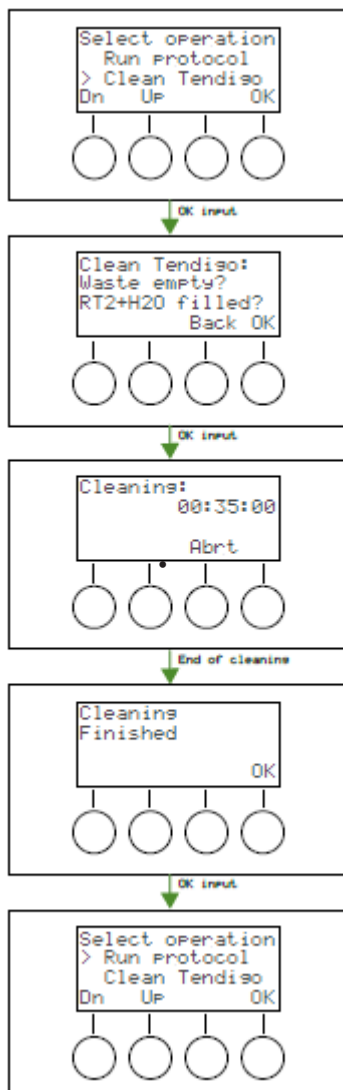 Select operation
Run protocol
> Clean Tendigo
Dn Up OK
OK input
Clean Tendigo:
Waste empty?
RT2+H2O filled?
Back OK
OK input
Cleaning:
00:35:00
Abrt
End of cleaning
Cleaning
Finished
OK
OK input
Select operation
> Run protocol
Clean Tendigo
Dn Up OK